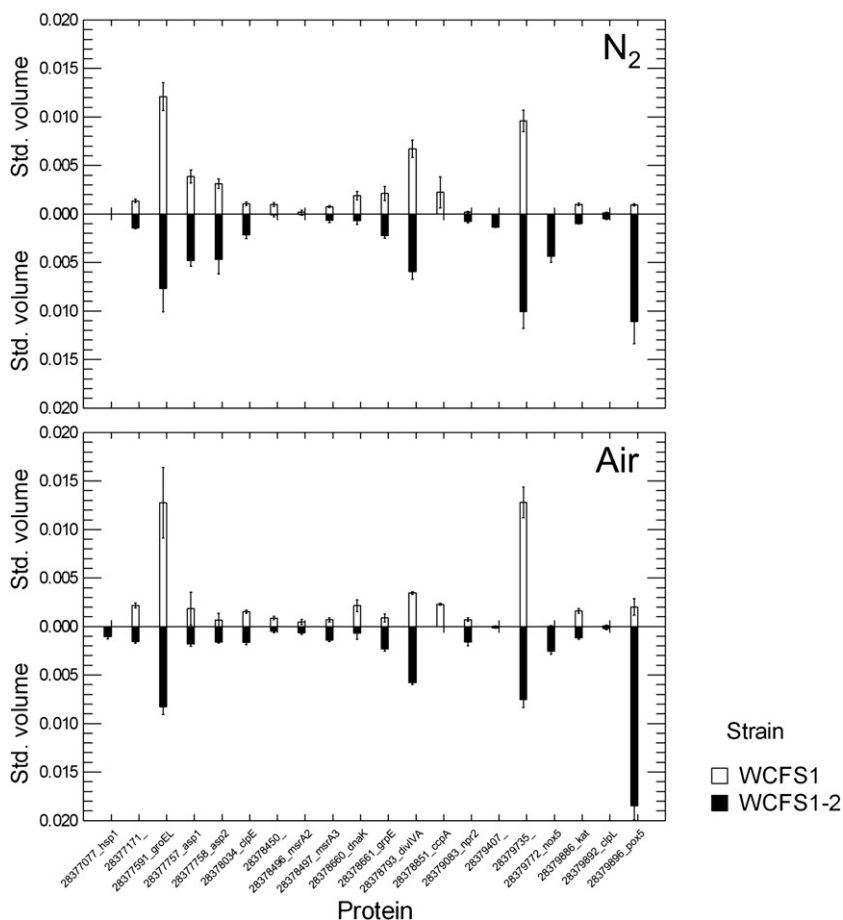 N2
Std. volume
Std. volume
0.020
0.015
0.010
0.005
0.000
0.005
0.010
0.015
0.020
Air
Std. volume
Std. volume
0.020
0.015
0.010
0.005
0.000
0.005
0.010
0.015
0.020
Strain
WCFS1
WCFS1-2
28377077_hsp1
28377171_
28377591_groEL
28377757_asp1
28377758_asp2
28378034_clpE
28378450_
28378496_msrA2
28378497_msrA3
28378660_dnaK
28378661_grpE
28378793_divIVA
28378851_ccpA
28379083_npr2
28379407_
28379735_
28379772_nox5
28379886_kat
28379892_clpL
28379896_pox5
Protein